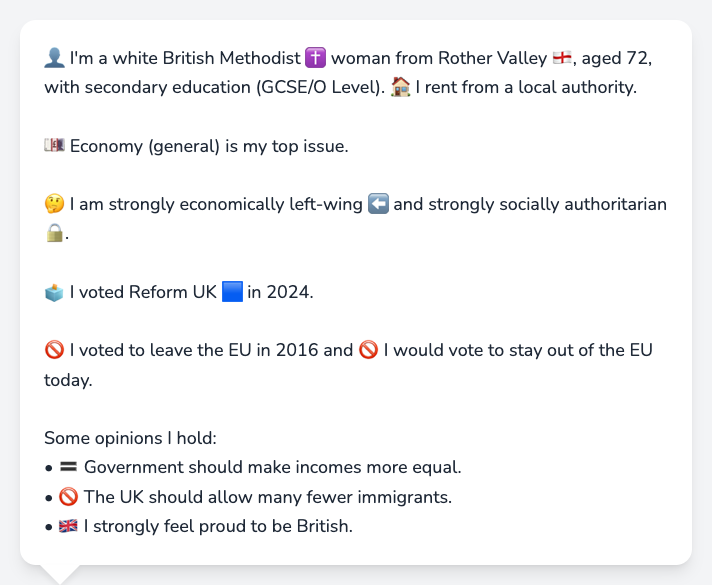 👤 I'm a white British Methodist ✝️ woman from Rother Valley 🏴󠁧󠁢󠁥󠁮󠁧󠁿, aged 72,
with secondary education (GCSE/O Level). 🏠 I rent from a local authority.
💷 Economy (general) is my top issue.
🤔 I am strongly economically left-wing ⬅️ and strongly socially authoritarian
🔒.
🗳️ I voted Reform UK 🟦 in 2024.
🚫 I voted to leave the EU in 2016 and 🚫 I would vote to stay out of the EU
today.
Some opinions I hold:
• 🟰 Government should make incomes more equal.
• 🚫 The UK should allow many fewer immigrants.
• 🇬🇧 I strongly feel proud to be British.